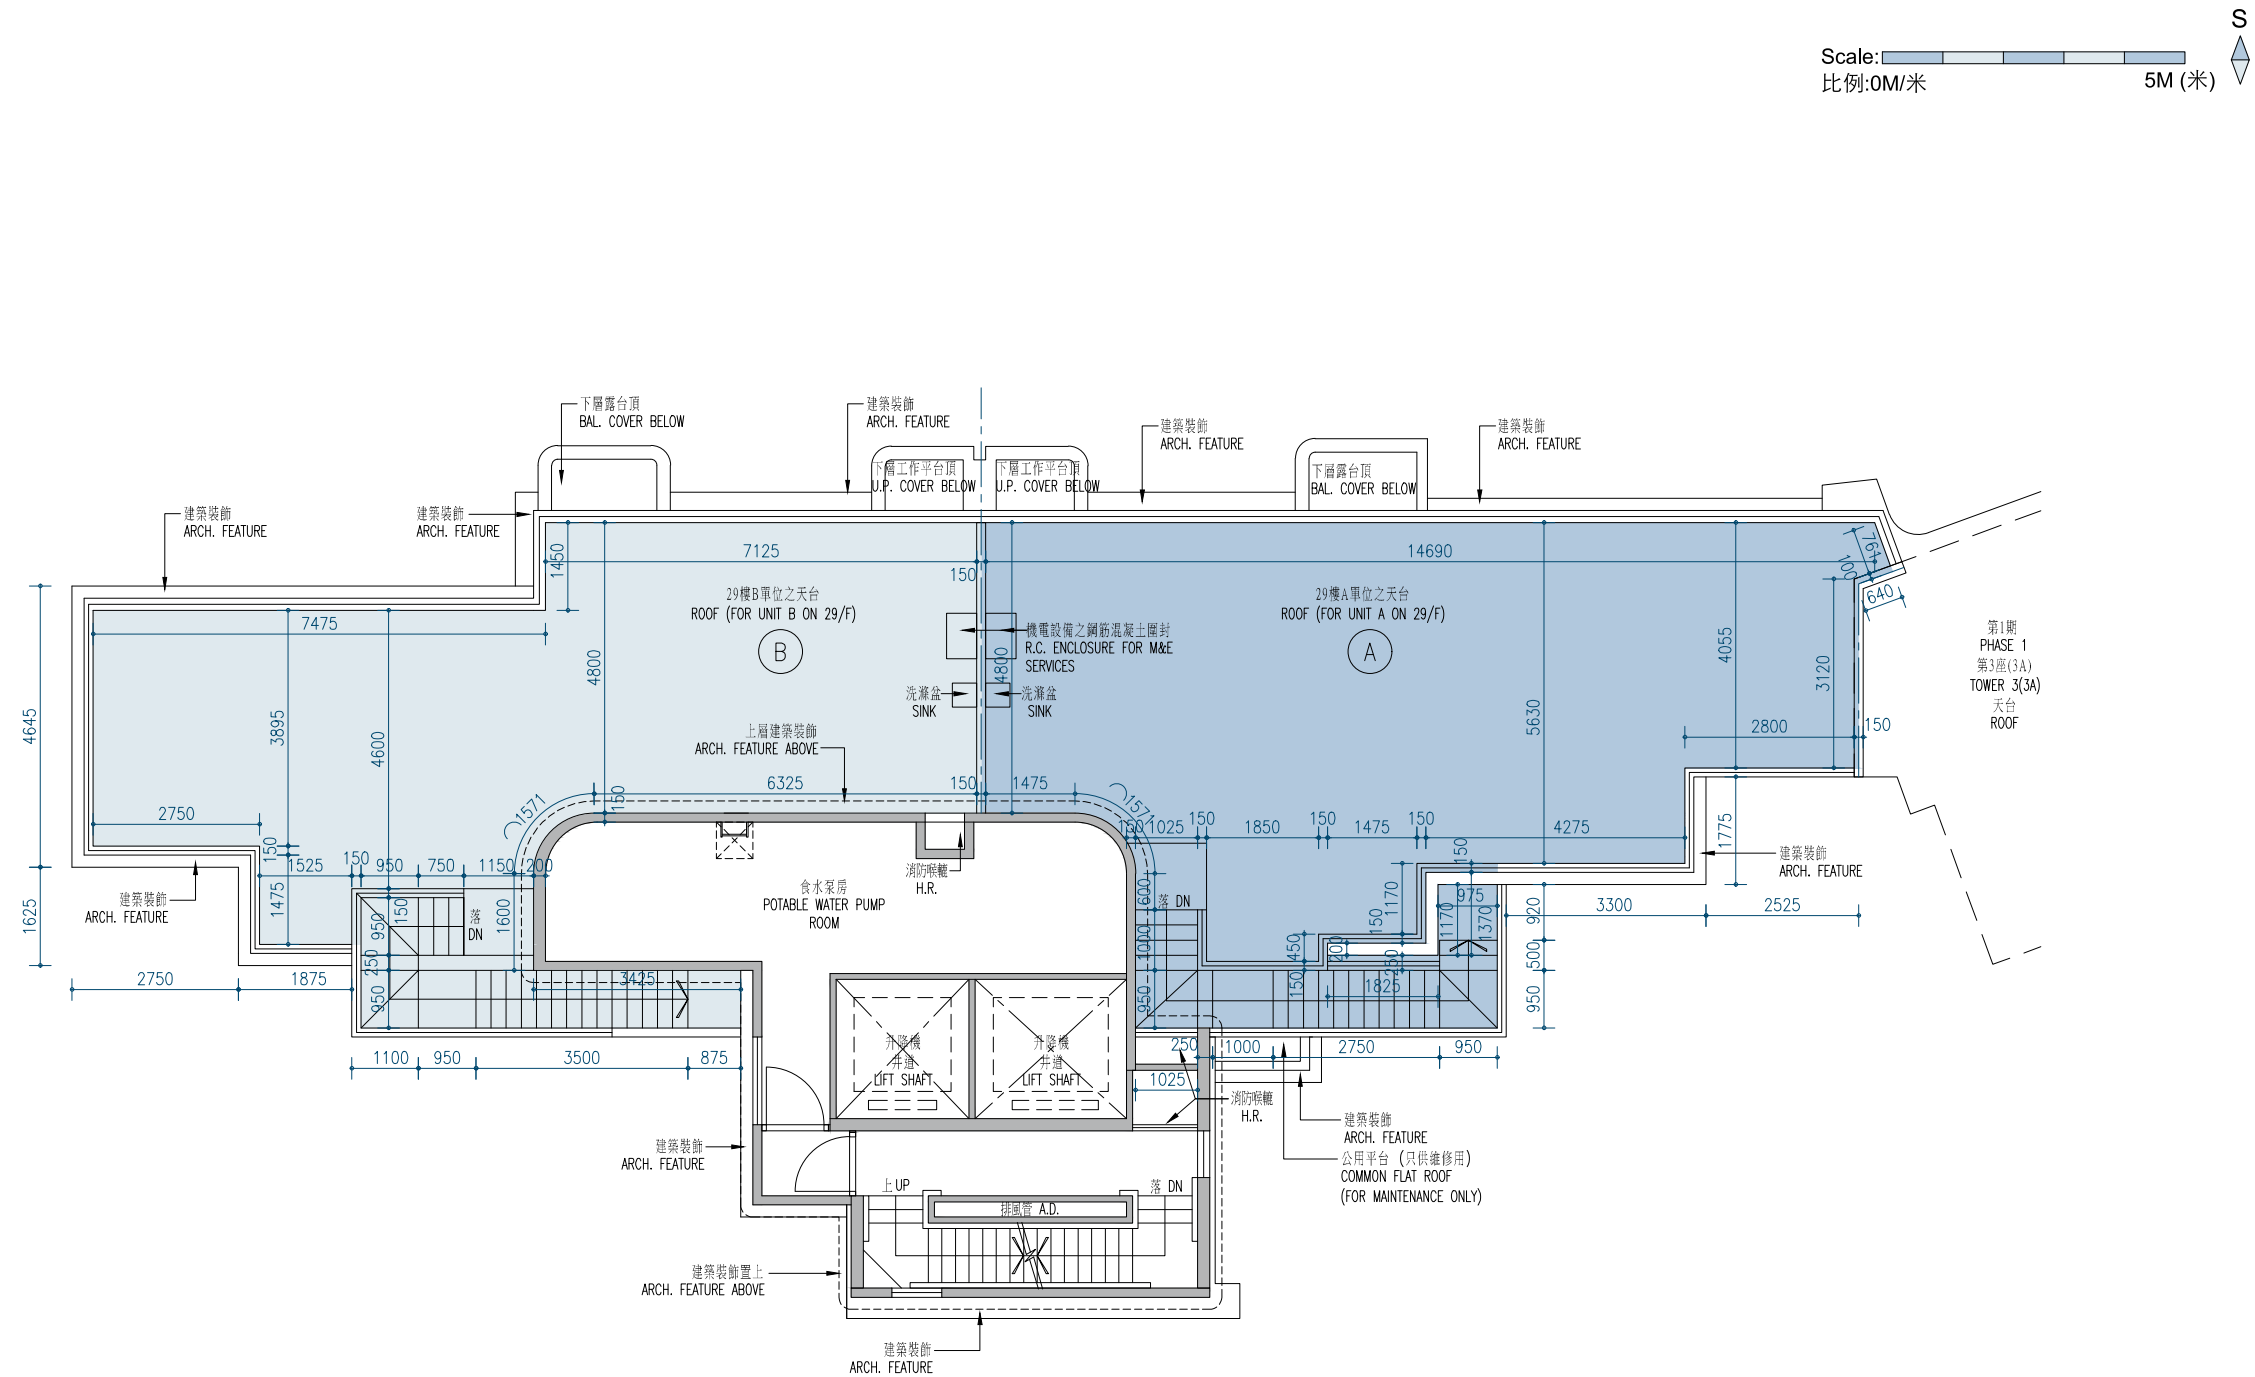 S
Scale:
比例:0M/米
5M (米)
下層露台頂
BAL. COVER BELOW
建築裝飾
ARCH. FEATURE
建築裝飾
ARCH. FEATURE
建築裝飾
ARCH. FEATURE
下層工作平台頂
U.P. COVER BELOW
下層工作平台頂
U.P. COVER BELOW
下層露台頂
BAL. COVER BELOW
建築裝飾
ARCH. FEATURE
建築裝飾
ARCH. FEATURE
1450
7125
150
14690
761
100
640
29樓B單位之天台
ROOF (FOR UNIT B ON 29/F)
B
29樓A單位之天台
ROOF (FOR UNIT A ON 29/F)
A
機電設備之鋼筋混凝土圍封
R.C. ENCLOSURE FOR M&E
SERVICES
第1期
PHASE 1
第3座(3A)
TOWER 3(3A)
天台
ROOF
7475
4800
4800
4055
3120
5630
洗滌盆
SINK
洗滌盆
SINK
4645
3895
4600
上層建築裝飾
ARCH. FEATURE ABOVE
2800
150
6325
150
1475
150
1571
1571
2750
150
1025
150
1850
150
1475
150
4275
1775
150
150
1525
150
950
750
1150
200
建築裝飾
ARCH. FEATURE
建築裝飾
ARCH. FEATURE
消防喉轆
H.R.
食水泵房
POTABLE WATER PUMP
ROOM
1625
1475
950
150
落
DN
1600
600
落 DN
1170
150
1170
975
1370
920
3300
2525
250
1000
450
200
250
500
950
2750
1875
3425
950
150
1825
950
1100
950
3500
875
升降機
井道
LIFT SHAFT
升降機
井道
LIFT SHAFT
250
1000
2750
950
1025
消防喉轆
H.R.
建築裝飾
ARCH. FEATURE
公用平台 (只供維修用)
COMMON FLAT ROOF
(FOR MAINTENANCE ONLY)
建築裝飾
ARCH. FEATURE
上 UP
落 DN
排風管 A.D.
建築裝飾置上
ARCH. FEATURE ABOVE
建築裝飾
ARCH. FEATURE